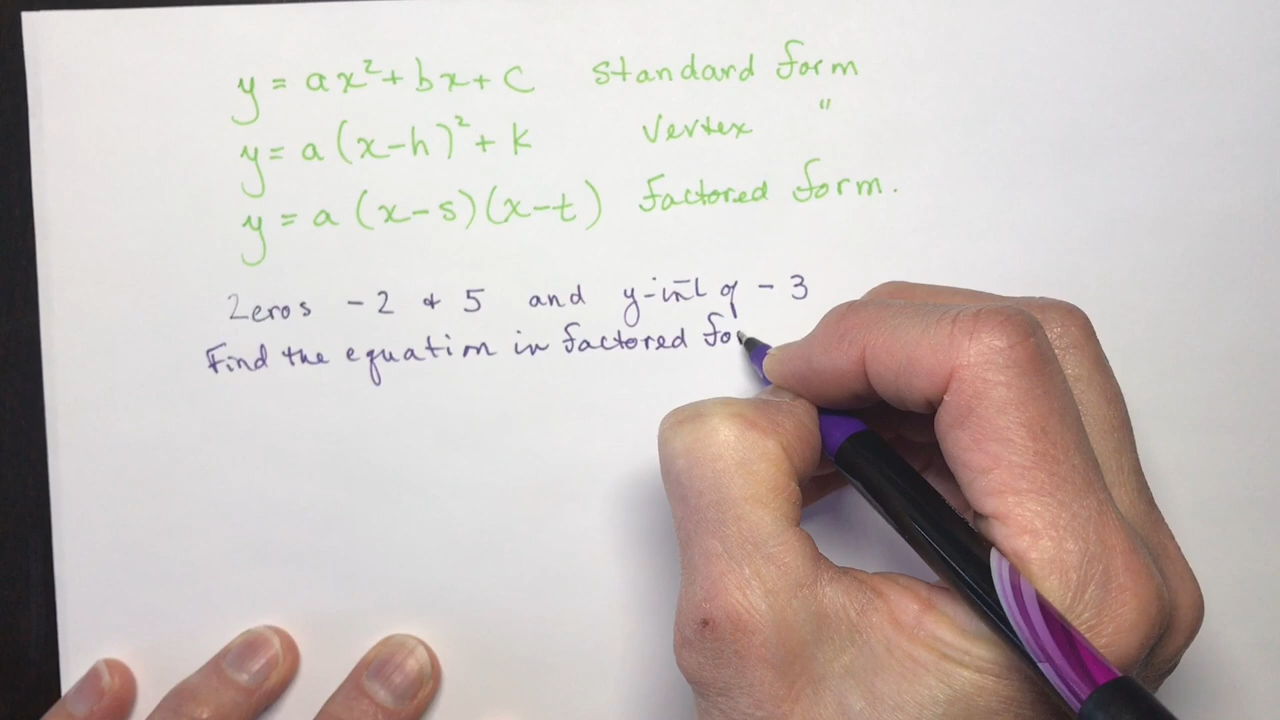 y = ax²+bx+c standard form
y = a(x-h)²+k Vertex "
y = a(x-s)(x-t) factored form.
Zeros -2 & 5 and y-int of -3
Find the equation in factored fo